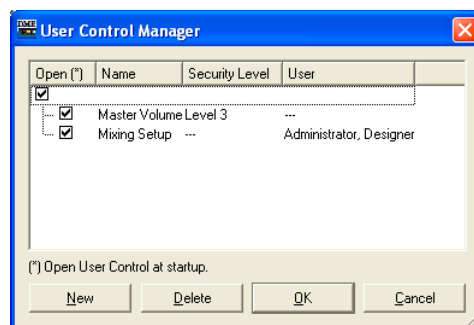 DME
User Control Manager
Open (*) Name Security Level User
Master Volume Level 3 ---
Mixing Setup --- Administrator, Designer
(*) Open User Control at startup.
New Delete OK Cancel